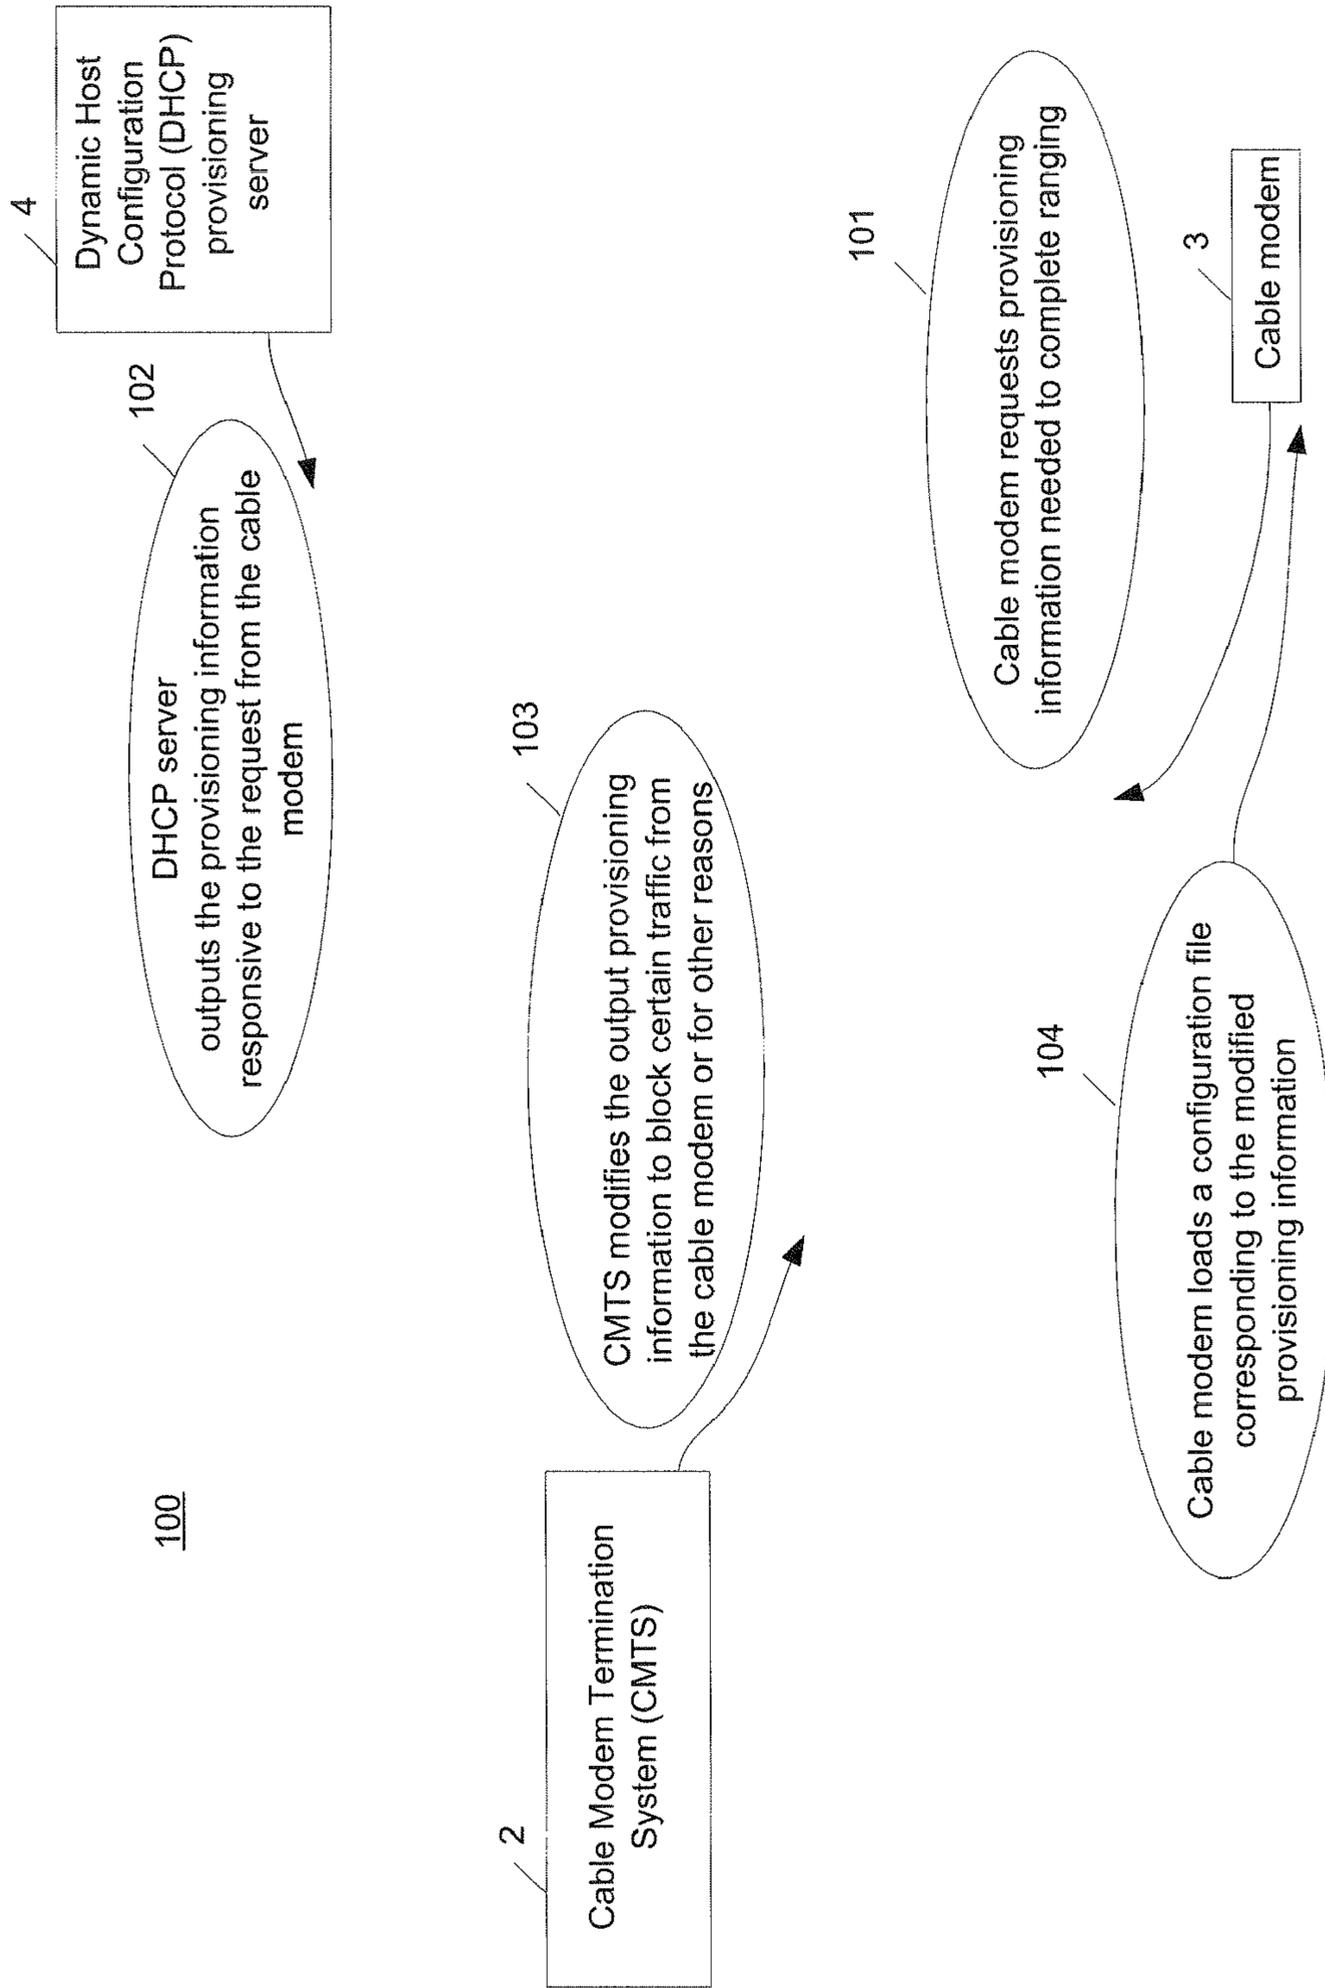 100
2
Cable Modem Termination
System (CMTS)
103
CMTS modifies the output provisioning
information to block certain traffic from
the cable modem or for other reasons
102
DHCP server
outputs the provisioning information
responsive to the request from the cable
modem
4
Dynamic Host
Configuration
Protocol (DHCP)
provisioning
server
104
Cable modem loads a configuration file
corresponding to the modified
provisioning information
101
Cable modem requests provisioning
information needed to complete ranging
3
Cable modem